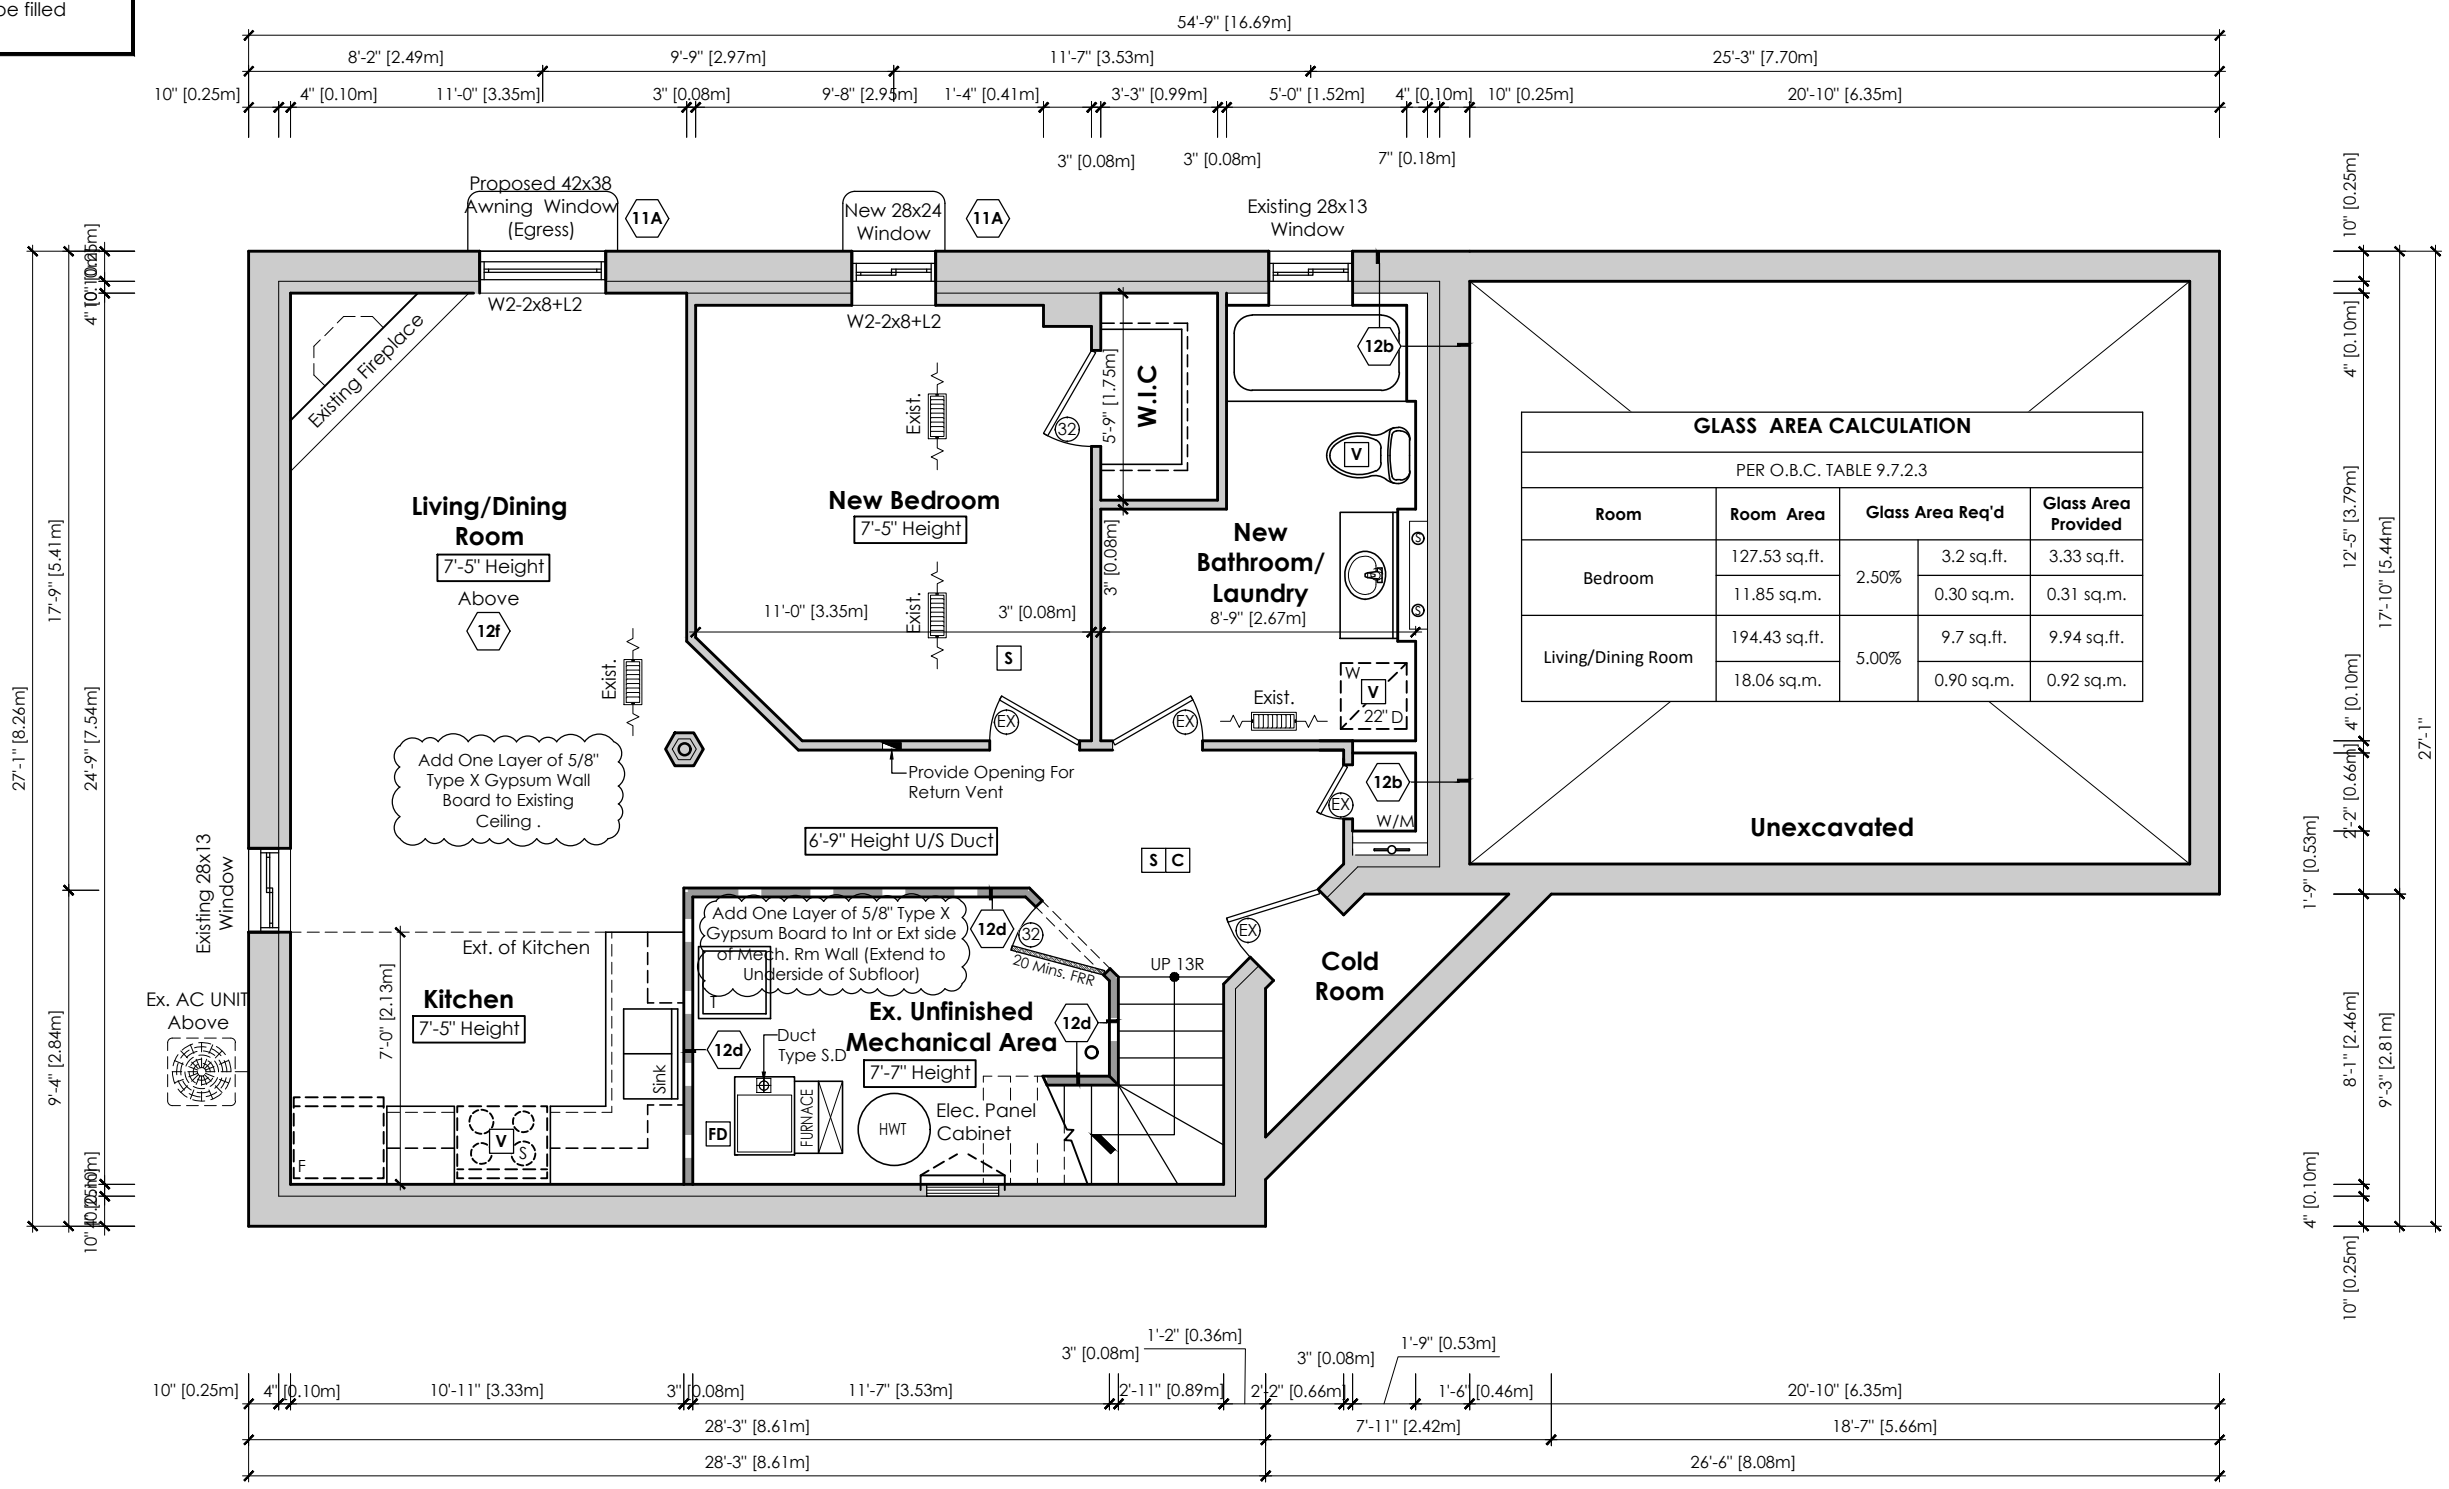 be filled
54'-9" [16.69m]
8'-2" [2.49m]
9'-9" [2.97m]
11'-7" [3.53m]
25'-3" [7.70m]
10" [0.25m]
4" [0.10m]
11'-0" [3.35m]
3" [0.08m]
9'-8" [2.95m]
1'-4" [0.41m]
3'-3" [0.99m]
5'-0" [1.52m]
4" [0.10m]
10" [0.25m]
20'-10" [6.35m]
3" [0.08m]
3" [0.08m]
7" [0.18m]
Proposed 42x38
Awning Window
(Egress)
11A
New 28x24
Window
11A
Existing 28x13
Window
W2-2x8+L2
W2-2x8+L2
Existing Fireplace
Living/Dining
Room
7'-5" Height
Above
12f
Exist.
Add One Layer of 5/8"
Type X Gypsum Wall
Board to Existing
Ceiling .
New Bedroom
7'-5" Height
Exist.
Exist.
11'-0" [3.35m]
3" [0.08m]
S
EX
32
W.I.C
5'-9" [1.75m]
3" [0.08m]
12b
V
New
Bathroom/
Laundry
8'-9" [2.67m]
S
S
W
V
22" D
Exist.
EX
Provide Opening For
Return Vent
6'-9" Height U/S Duct
S C
12b
EX
W/M
GLASS AREA CALCULATION
PER O.B.C. TABLE 9.7.2.3
Room
Room Area
Glass Area Req'd
Glass Area
Provided
Bedroom
127.53 sq.ft.
2.50%
3.2 sq.ft.
3.33 sq.ft.
11.85 sq.m.
0.30 sq.m.
0.31 sq.m.
Living/Dining Room
194.43 sq.ft.
5.00%
9.7 sq.ft.
9.94 sq.ft.
18.06 sq.m.
0.90 sq.m.
0.92 sq.m.
Unexcavated
Existing 28x13
Window
Ex. AC UNIT
Above
Ext. of Kitchen
Kitchen
7'-5" Height
7'-0" [2.13m]
Sink
F
V
S
Add One Layer of 5/8" Type X
Gypsum Board to Int or Ext side
of Mech. Rm Wall (Extend to
Underside of Subfloor)
T
12d
32
20 Mins. FRR
Ex. Unfinished
Mechanical Area
7'-7" Height
12d
12d
Duct
Type S.D
FD
FURNACE
HWT
Elec. Panel
Cabinet
UP 13R
EX
Cold
Room
27'-1" [8.26m]
17'-9" [5.41m]
9'-4" [2.84m]
10" [0.25m]
4" [0.10m]
24'-9" [7.54m]
4" [0.10m]
10" [0.25m]
10" [0.25m]
4" [0.10m]
12'-5" [3.79m]
4" [0.10m]
2'-2" [0.66m]
1'-9" [0.53m]
8'-1" [2.46m]
4" [0.10m]
10" [0.25m]
17'-10" [5.44m]
9'-3" [2.81m]
27'-1"
1'-2" [0.36m]
3" [0.08m]
3" [0.08m]
1'-9" [0.53m]
10" [0.25m]
4" [0.10m]
10'-11" [3.33m]
3" [0.08m]
11'-7" [3.53m]
2'-11" [0.89m]
2'-2" [0.66m]
1'-6" [0.46m]
20'-10" [6.35m]
28'-3" [8.61m]
7'-11" [2.42m]
18'-7" [5.66m]
28'-3" [8.61m]
26'-6" [8.08m]